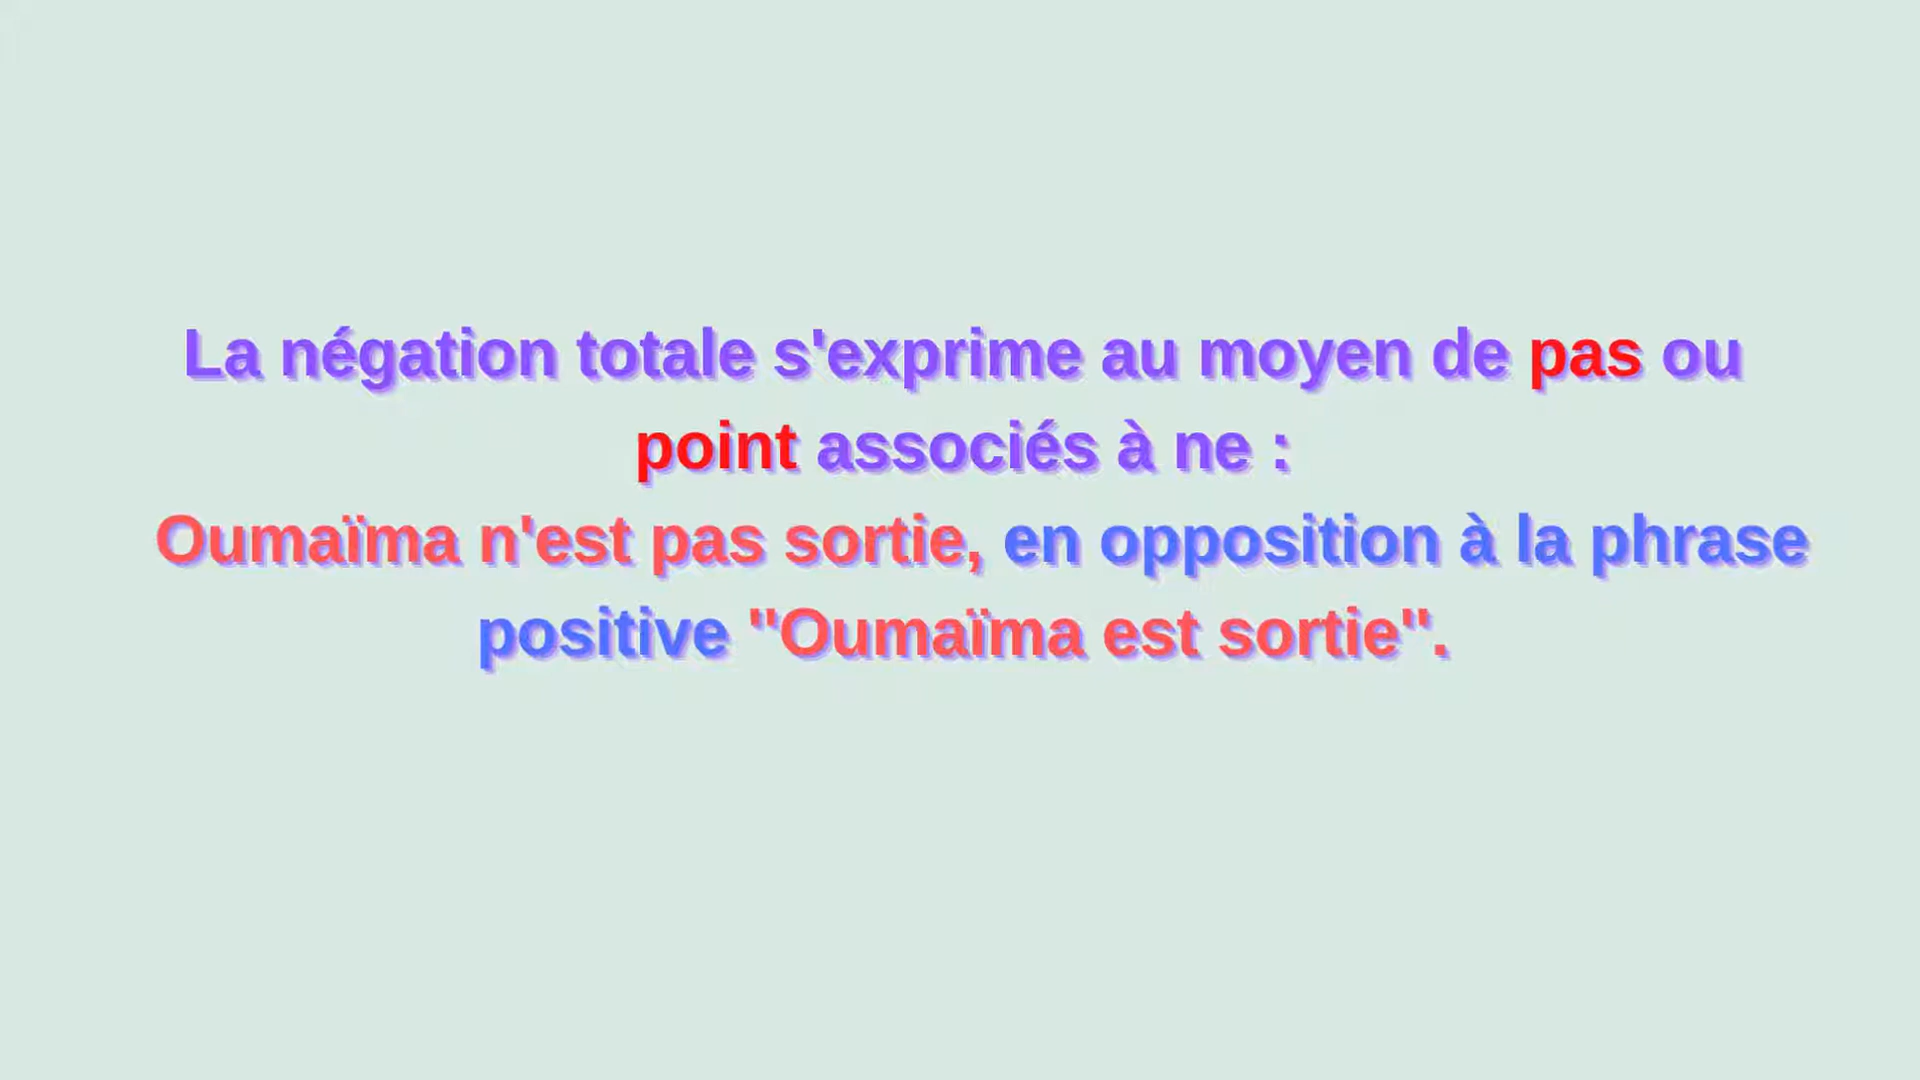 La négation totale s'exprime au moyen de pas ou
point associés à ne :
Oumaïma n'est pas sortie, en opposition à la phrase
positive "Oumaïma est sortie".